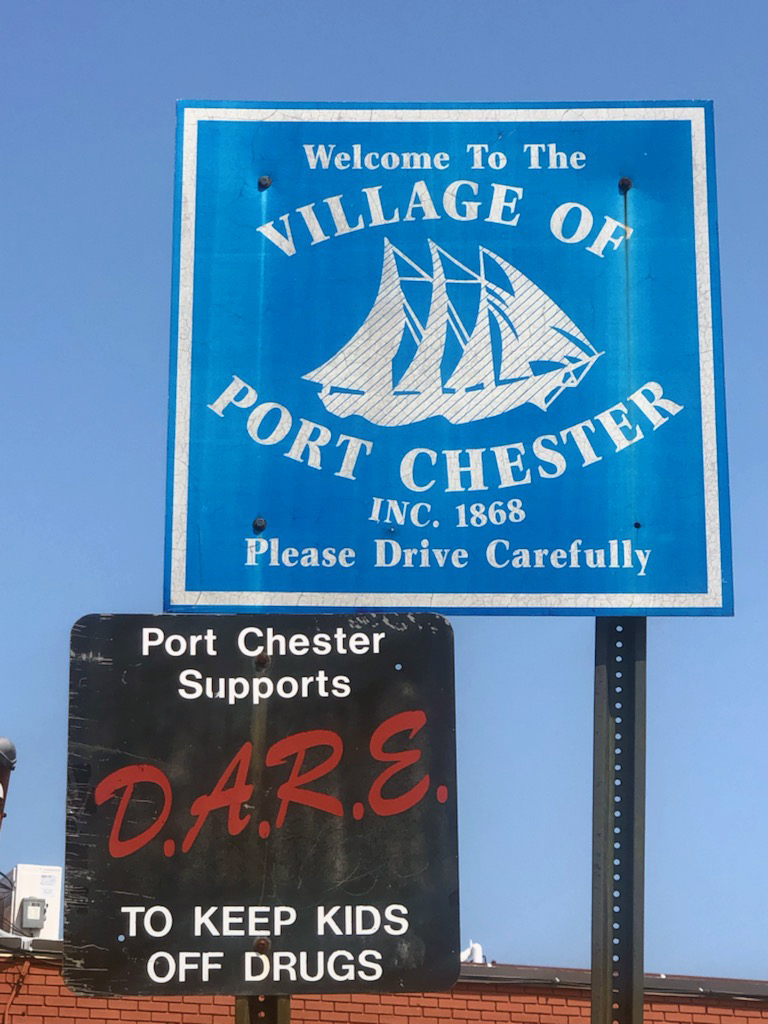 Welcome To The
VILLAGE OF
PORT CHESTER
INC. 1868
Please Drive Carefully
Port Chester
Supports
D.A.R.E.
TO KEEP KIDS
OFF DRUGS